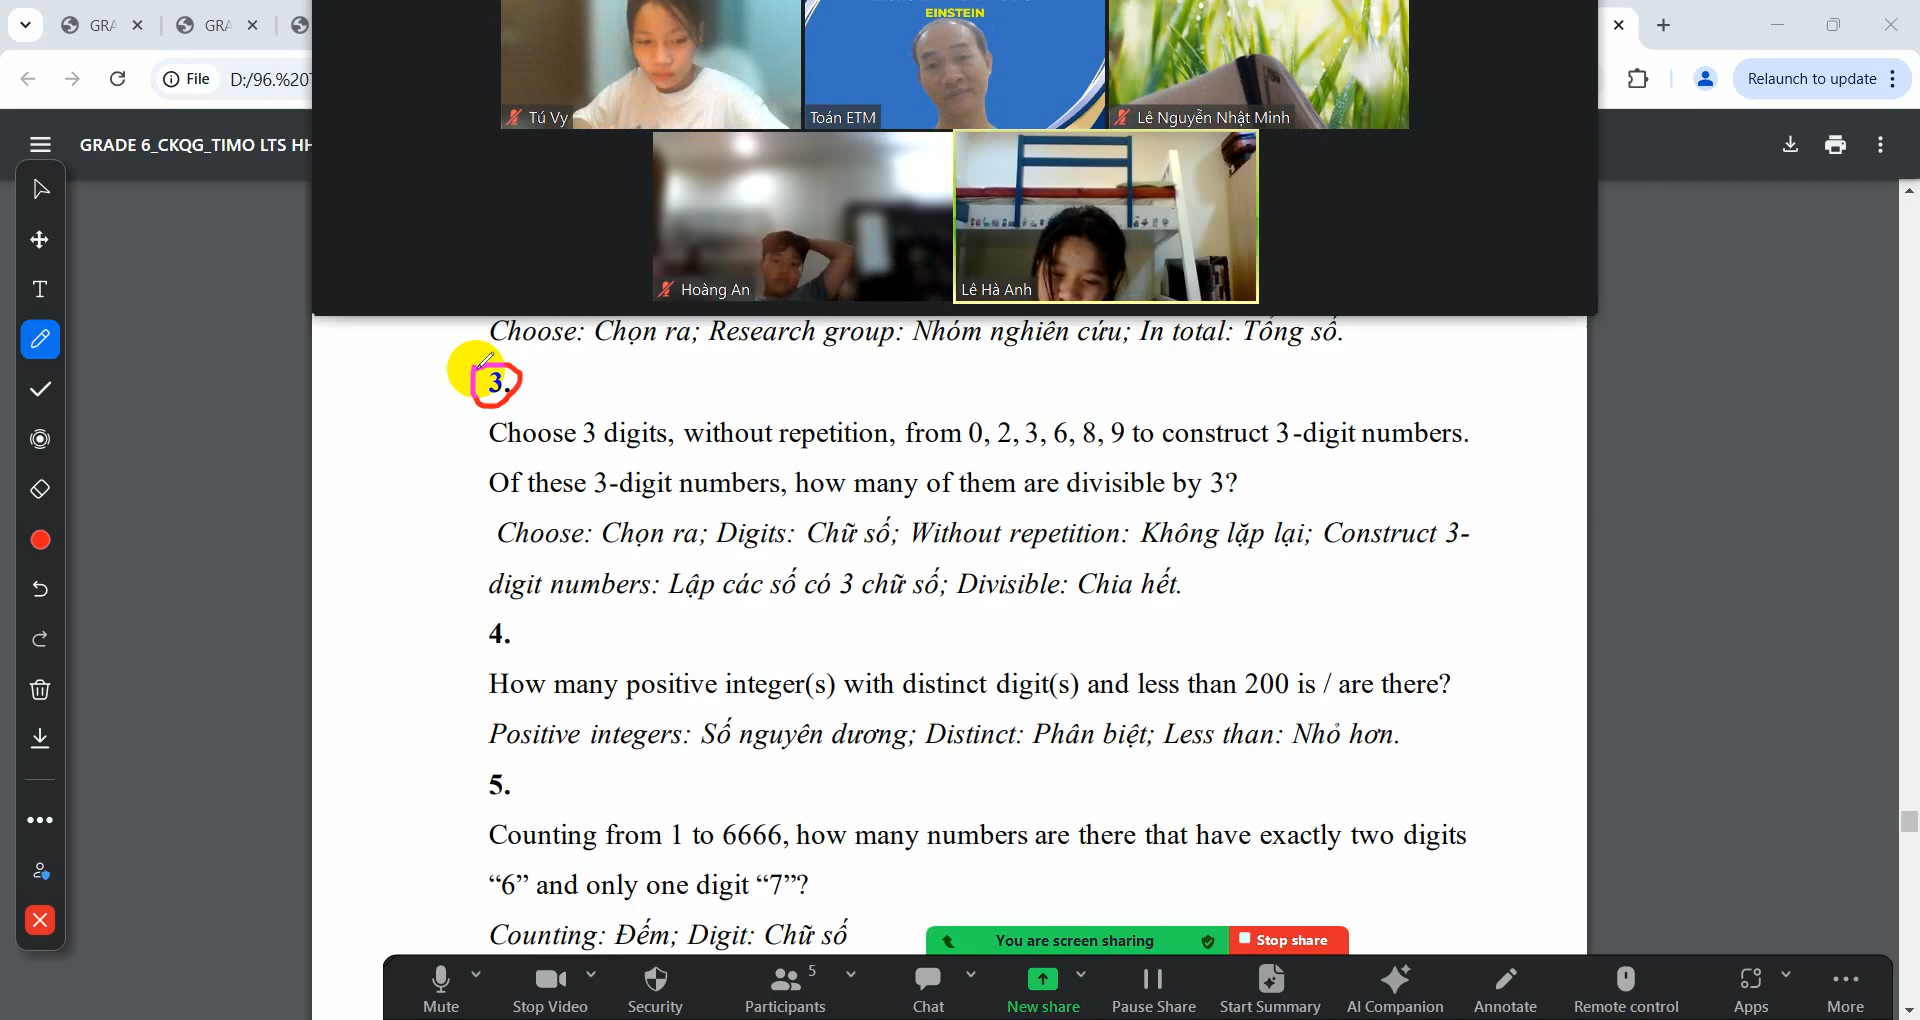 GRA
GRA
EINSTEIN
File
D:/96.%20
Relaunch to update
GRADE 6_CKQG_TIMO LTS HH
Tú Vy
Toán ETM
Lê Nguyễn Nhật Minh
Hoàng An
Lê Hà Anh
Choose: Chọn ra; Research group: Nhóm nghiên cứu; In total: Tổng số.
3.
Choose 3 digits, without repetition, from 0, 2, 3, 6, 8, 9 to construct 3-digit numbers.
Of these 3-digit numbers, how many of them are divisible by 3?
Choose: Chọn ra; Digits: Chữ số; Without repetition: Không lặp lại; Construct 3-
digit numbers: Lập các số có 3 chữ số; Divisible: Chia hết.
4.
How many positive integer(s) with distinct digit(s) and less than 200 is / are there?
Positive integers: Số nguyên dương; Distinct: Phân biệt; Less than: Nhỏ hơn.
5.
Counting from 1 to 6666, how many numbers are there that have exactly two digits
“6” and only one digit “7”?
Counting: Đếm; Digit: Chữ số
You are screen sharing
Stop share
5
Mute
Stop Video
Security
Participants
Chat
New share
Pause Share
Start Summary
AI Companion
Annotate
Remote control
Apps
More